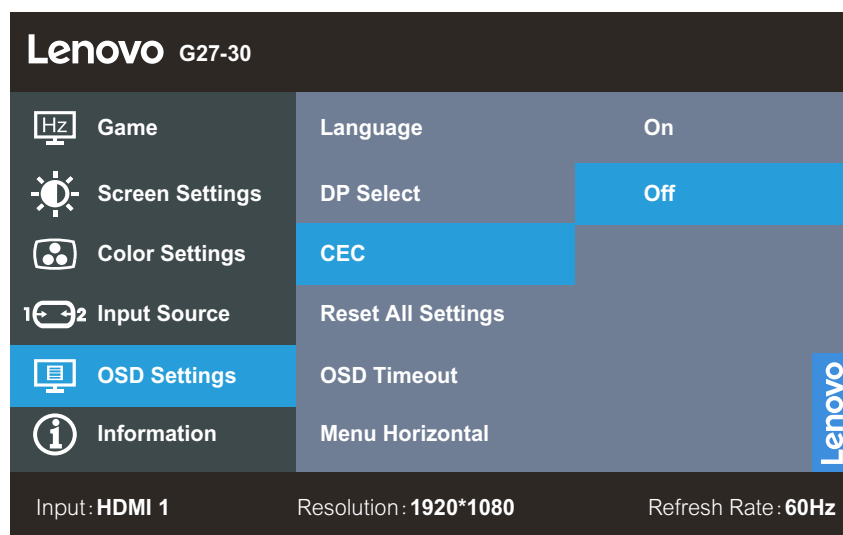 Lenovo G27-30
Hz Game Language On
Screen Settings DP Select Off
Color Settings CEC
1 2 Input Source Reset All Settings
OSD Settings OSD Timeout
Lenovo
i Information Menu Horizontal
Input: HDMI 1 Resolution: 1920*1080 Refresh Rate: 60Hz